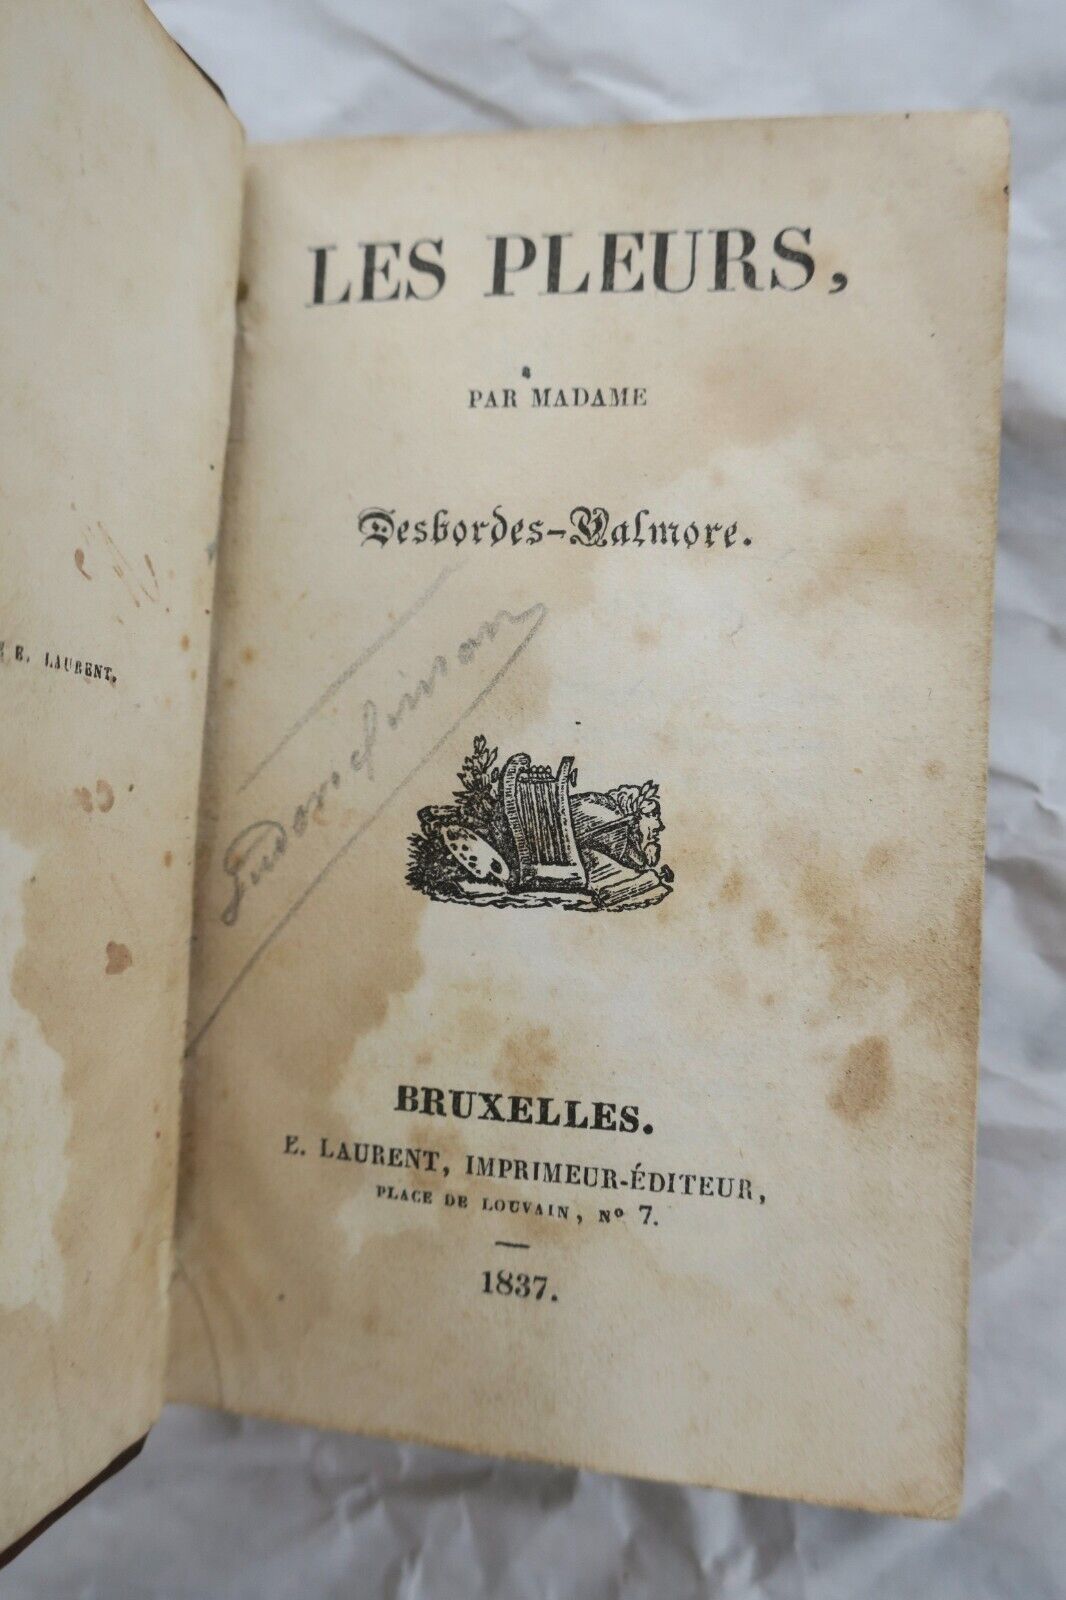 E. LAURENT.
LES PLEURS,
PAR MADAME
Desbordes-Valmore.
BRUXELLES.
E. LAURENT, IMPRIMEUR-ÉDITEUR,
PLACE DE LOUVAIN, Nº 7.
1837.